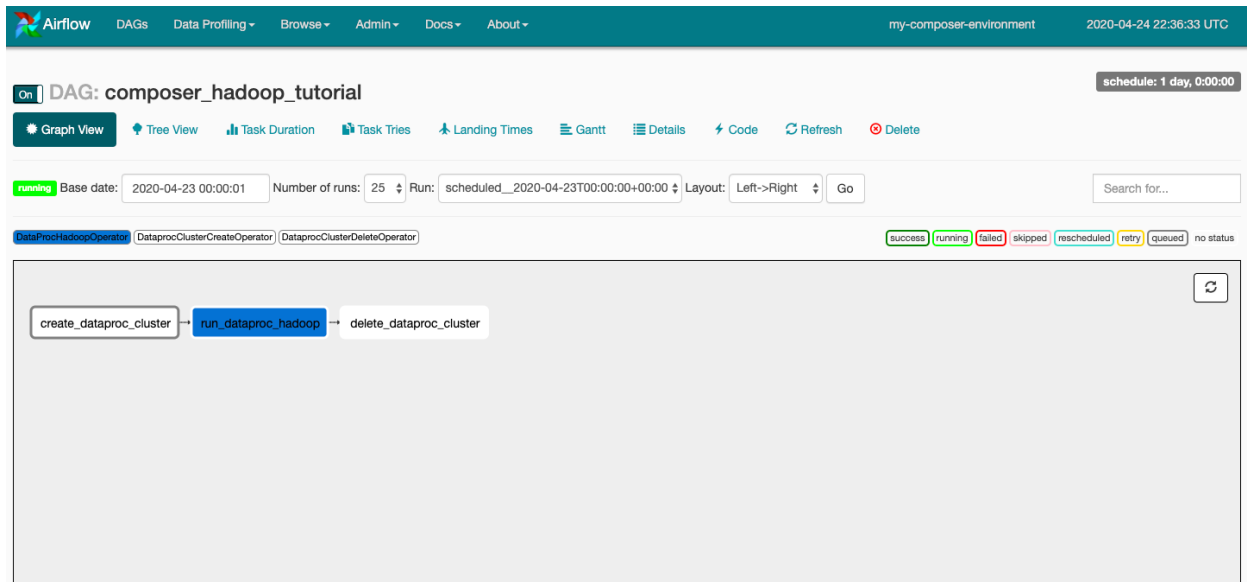 Airflow DAGs Data Profiling Browse Admin Docs About my-composer-environment 2020-04-24 22:36:33 UTC
On DAG: composer_hadoop_tutorial schedule: 1 day, 0:00:00
Graph View Tree View Task Duration Task Tries Landing Times Gantt Details Code Refresh Delete
running Base date: 2020-04-23 00:00:01 Number of runs: 25 Run: scheduled__2020-04-23T00:00:00+00:00 Layout: Left->Right Go Search for...
DataProcHadoopOperator DataprocClusterCreateOperator DataprocClusterDeleteOperator success running failed skipped rescheduled retry queued no status
create_dataproc_cluster run_dataproc_hadoop delete_dataproc_cluster